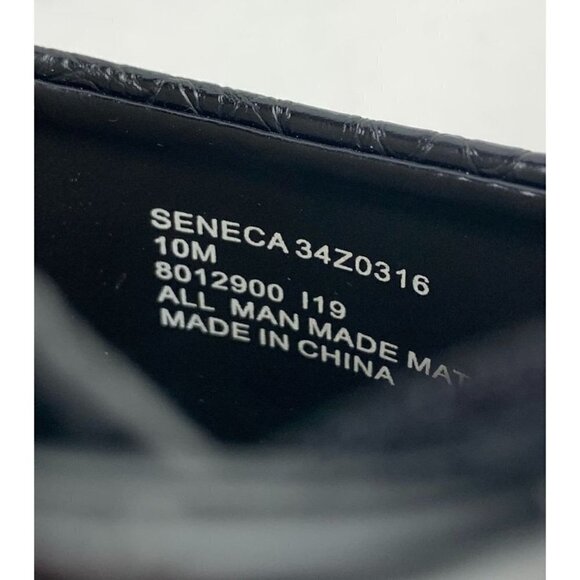 SENECA 34Z0316
10M
8012900 I19
ALL MAN MADE MAT
MADE IN CHINA